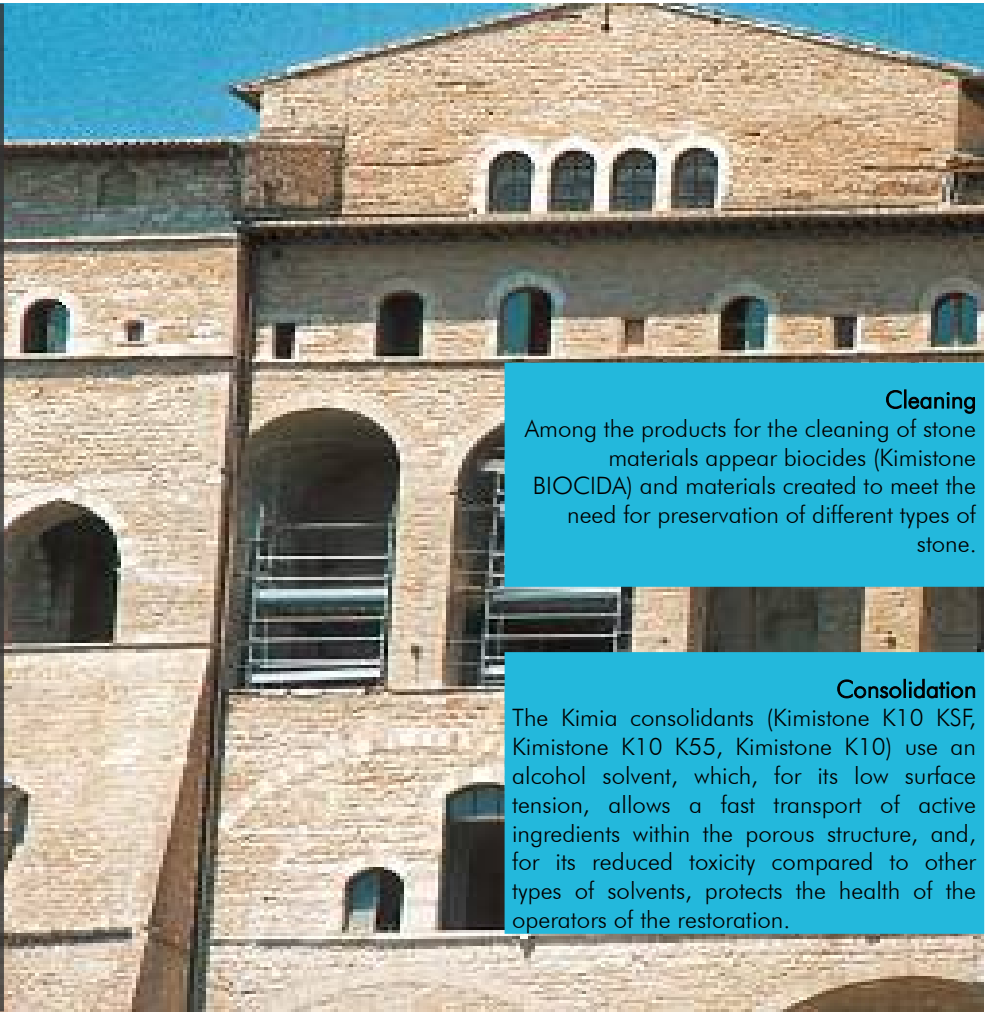 Cleaning
Among the products for the cleaning of stone
materials appear biocides (Kimistone
BIOCIDA) and materials created to meet the
need for preservation of different types of
stone.
Consolidation
The Kimia consolidants (Kimistone K10 KSF,
Kimistone K10 K55, Kimistone K10) use an
alcohol solvent, which, for its low surface
tension, allows a fast transport of active
ingredients within the porous structure, and,
for its reduced toxicity compared to other
types of solvents, protects the health of the
operators of the restoration.